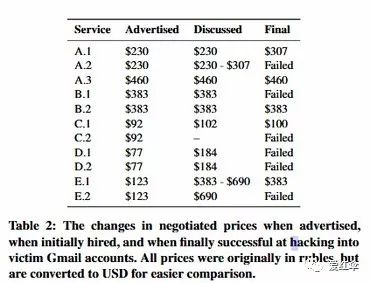 Service Advertised Discussed Final
A.1 $230 $230 $307
A.2 $230 $230 - $307 Failed
A.3 $460 $460 $460
B.1 $383 $383 Failed
B.2 $383 $383 $383
C.1 $92 $102 $100
C.2 $92 – Failed
D.1 $77 $184 Failed
D.2 $77 $184 Failed
E.1 $123 $383 - $690 $383
E.2 $123 $690 Failed
Table 2: The changes in negotiated prices when advertised,
when initially hired, and when finally successful at hacking into
victim Gmail accounts. All prices were originally in rubles, but
are converted to USD for easier comparison.
爱红伞